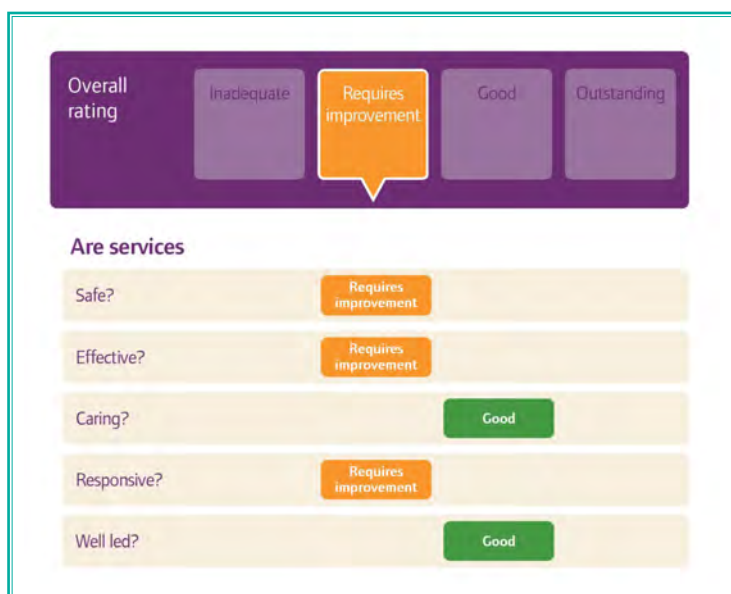 Overall
rating
Inadequate
Requires
improvement
Good
Outstanding
Are services
Safe?
Requires
improvement
Effective?
Requires
improvement
Caring?
Good
Responsive?
Requires
improvement
Well led?
Good